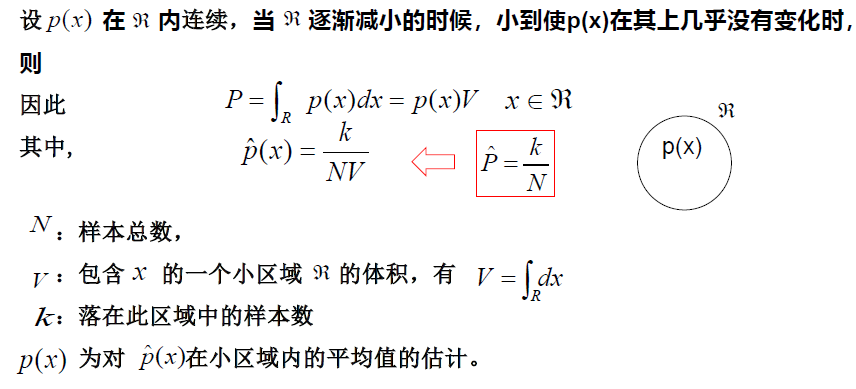 设 $p(x)$ 在 $\Re$ 内连续，当 $\Re$ 逐渐减小的时候，小到使p(x)在其上几乎没有变化时，
则
$P = \int_R p(x)dx = p(x)V \quad x \in \Re$
因此
其中，
$\hat{p}(x) = \frac{k}{NV}$ ⇦ $\hat{P} = \frac{k}{N}$
$\Re$
p(x)
$N$：样本总数，
$V$：包含 $x$ 的一个小区域 $\Re$ 的体积，有 $V = \int_R dx$
$k$：落在此区域中的样本数
$p(x)$ 为对 $\hat{p}(x)$在小区域内的平均值的估计。